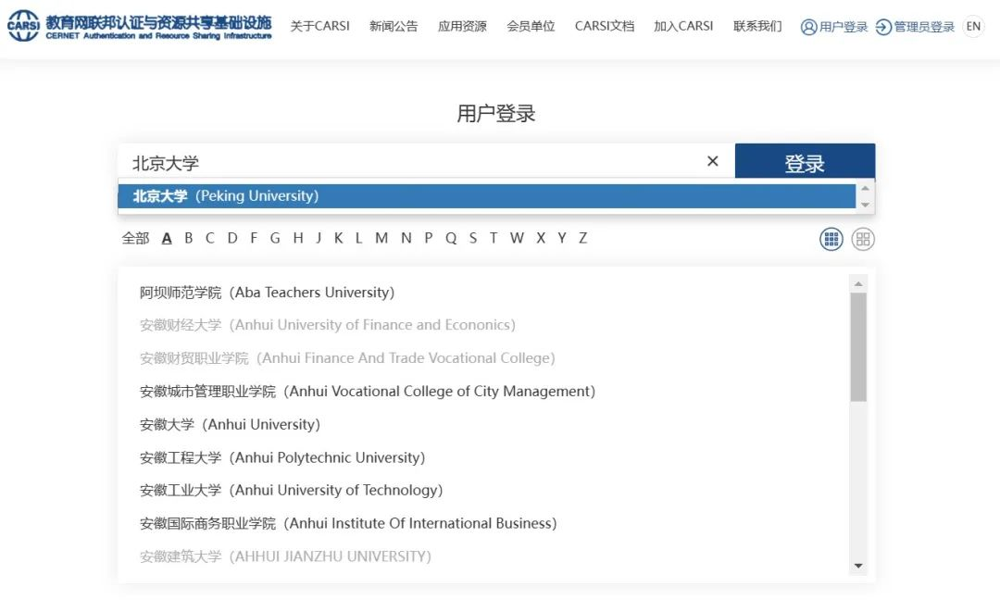 CARSI 教育网联邦认证与资源共享基础设施
CERNET Authentication and Resource Sharing Infrastructure
关于CARSI 新闻公告 应用资源 会员单位 CARSI文档 加入CARSI 联系我们 用户登录 管理员登录 EN
用户登录
北京大学 × 登录
北京大学（Peking University）
全部 A B C D F G H J K L M N P Q S T W X Y Z
阿坝师范学院（Aba Teachers University）
安徽财经大学（Anhui University of Finance and Econonics）
安徽财贸职业学院（Anhui Finance And Trade Vocational College）
安徽城市管理职业学院（Anhui Vocational College of City Management）
安徽大学（Anhui University）
安徽工程大学（Anhui Polytechnic University）
安徽工业大学（Anhui University of Technology）
安徽国际商务职业学院（Anhui Institute Of International Business）
安徽建筑大学（AHHUI JIANZHU UNIVERSITY）